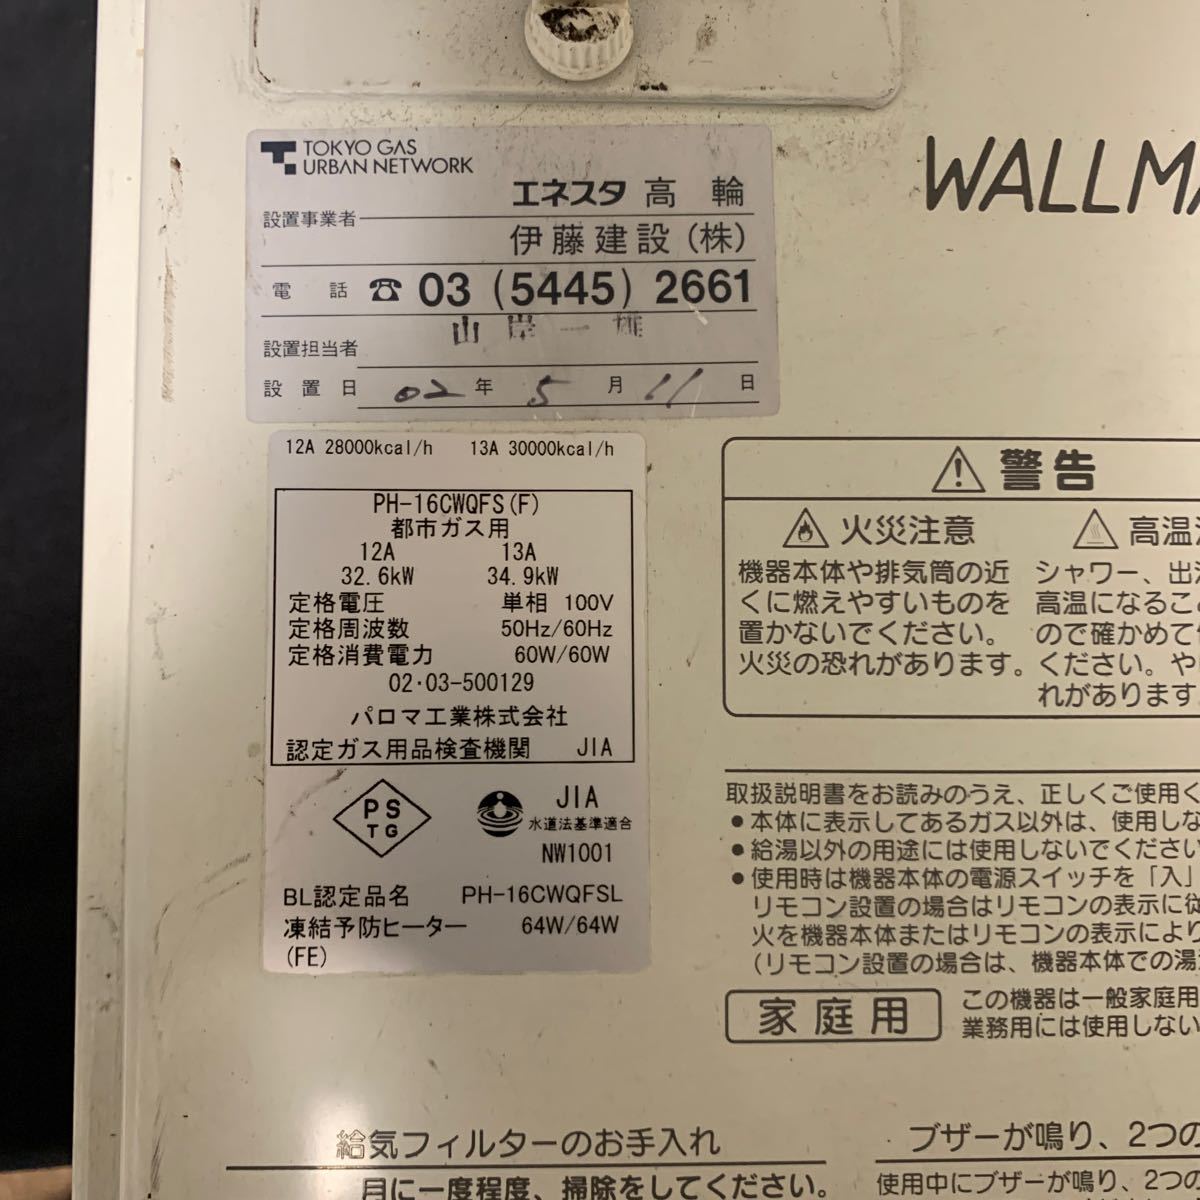 TOKYO GAS
URBAN NETWORK
WALLMA
エネスタ 高輪
設置事業者
伊藤建設(株)
電話 ☎ 03 (5445) 2661
山岸一雄
設置担当者
設置日 02年 5月 11日
12A 28000kcal/h 13A 30000kcal/h
PH-16CWQFS(F)
都市ガス用
12A 13A
32.6kW 34.9kW
定格電圧 単相 100V
定格周波数 50Hz/60Hz
定格消費電力 60W/60W
02・03-500129
パロマ工業株式会社
認定ガス用品検査機関 JIA
PS
TG
JIA
水道法基準適合
NW1001
BL認定品名 PH-16CWQFSL
凍結予防ヒーター 64W/64W
(FE)
警告
火災注意
機器本体や排気筒の近
くに燃えやすいものを
置かないでください。
火災の恐れがあります。
高温注
シャワー、出
高温になるこ
ので確かめて
ください。や
れがあります
取扱説明書をお読みのうえ、正しくご使用く
●本体に表示してあるガス以外は、使用しな
●給湯以外の用途には使用しないでください
●使用時は機器本体の電源スイッチを「入」
リモコン設置の場合はリモコンの表示に従
火を機器本体またはリモコンの表示により
(リモコン設置の場合は、機器本体での湯
家庭用
この機器は一般家庭用
業務用には使用しない
給気フィルターのお手入れ
月に一度程度、掃除をしてください。
ブザーが鳴り、2つの
使用中にブザーが鳴り、2つの